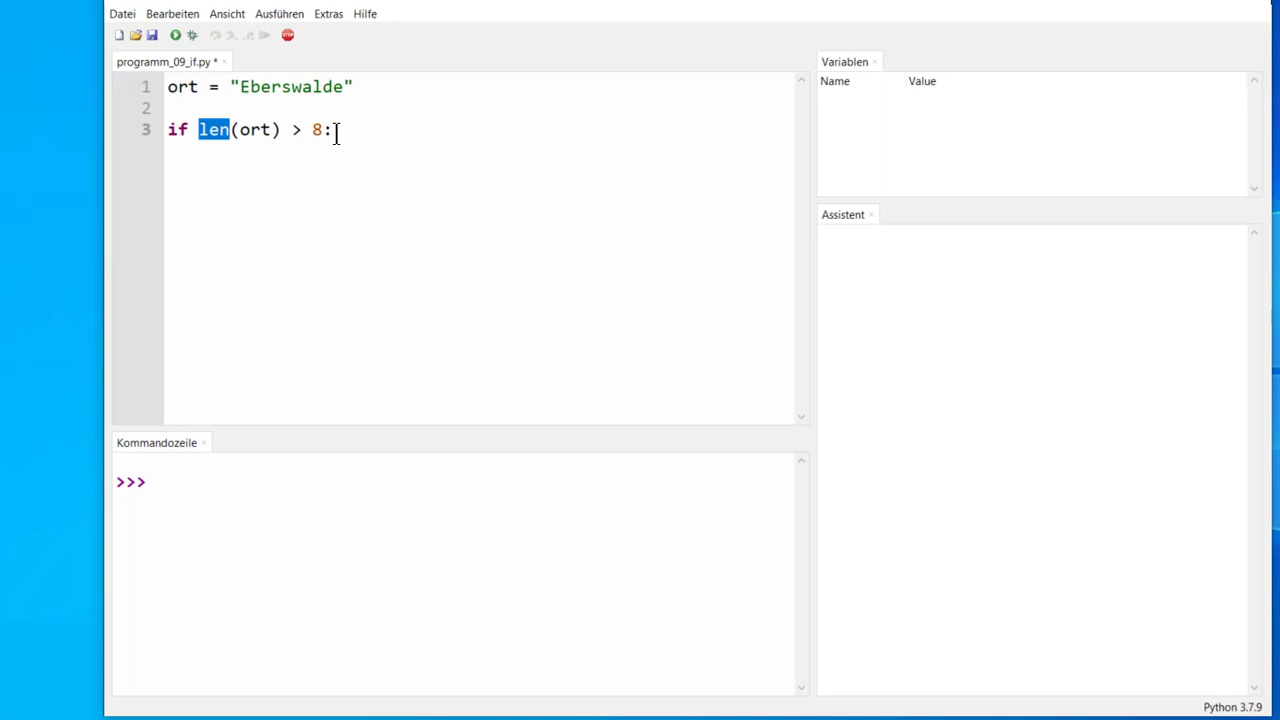 Datei Bearbeiten Ansicht Ausführen Extras Hilfe
STOP
programm_09_if.py * ×
1 ort = "Eberswalde"
2
3 if len(ort) > 8:
Variablen ×
Name Value
Assistent ×
Kommandozeile ×
>>>
Python 3.7.9